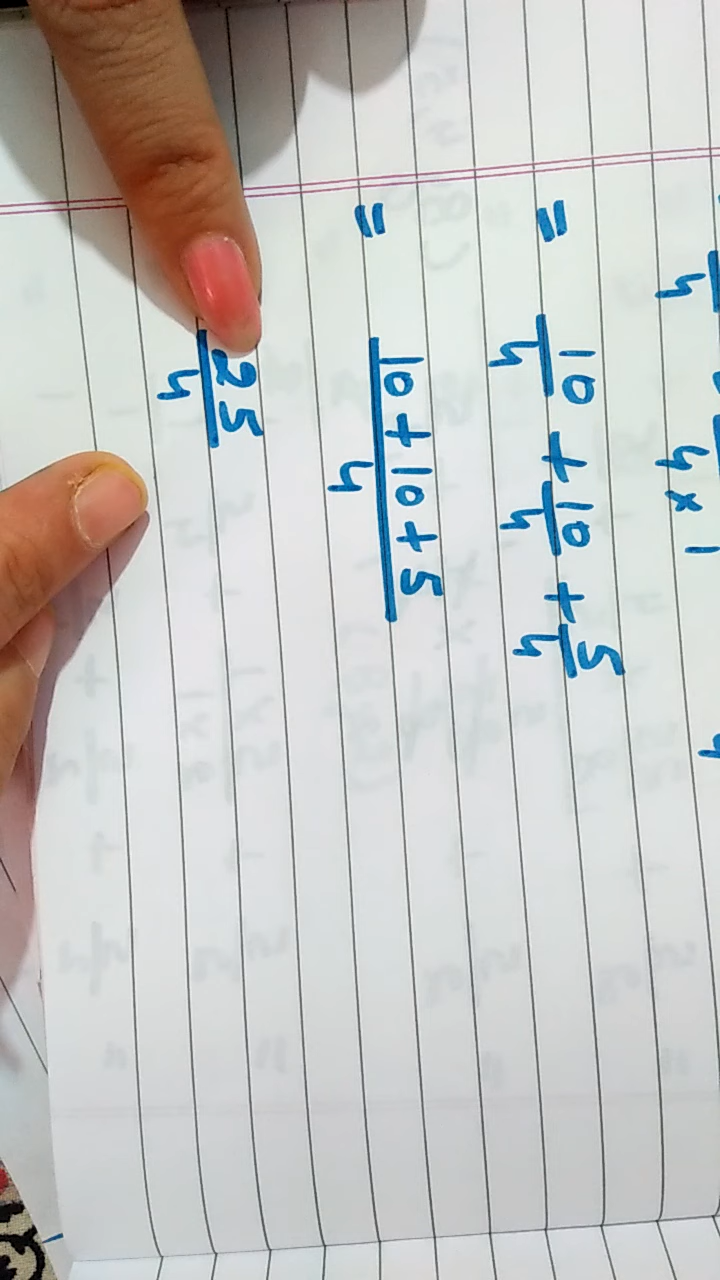 = 10/4 + 10/4 + 5/4
= 10 + 10 + 5 / 4
25/4